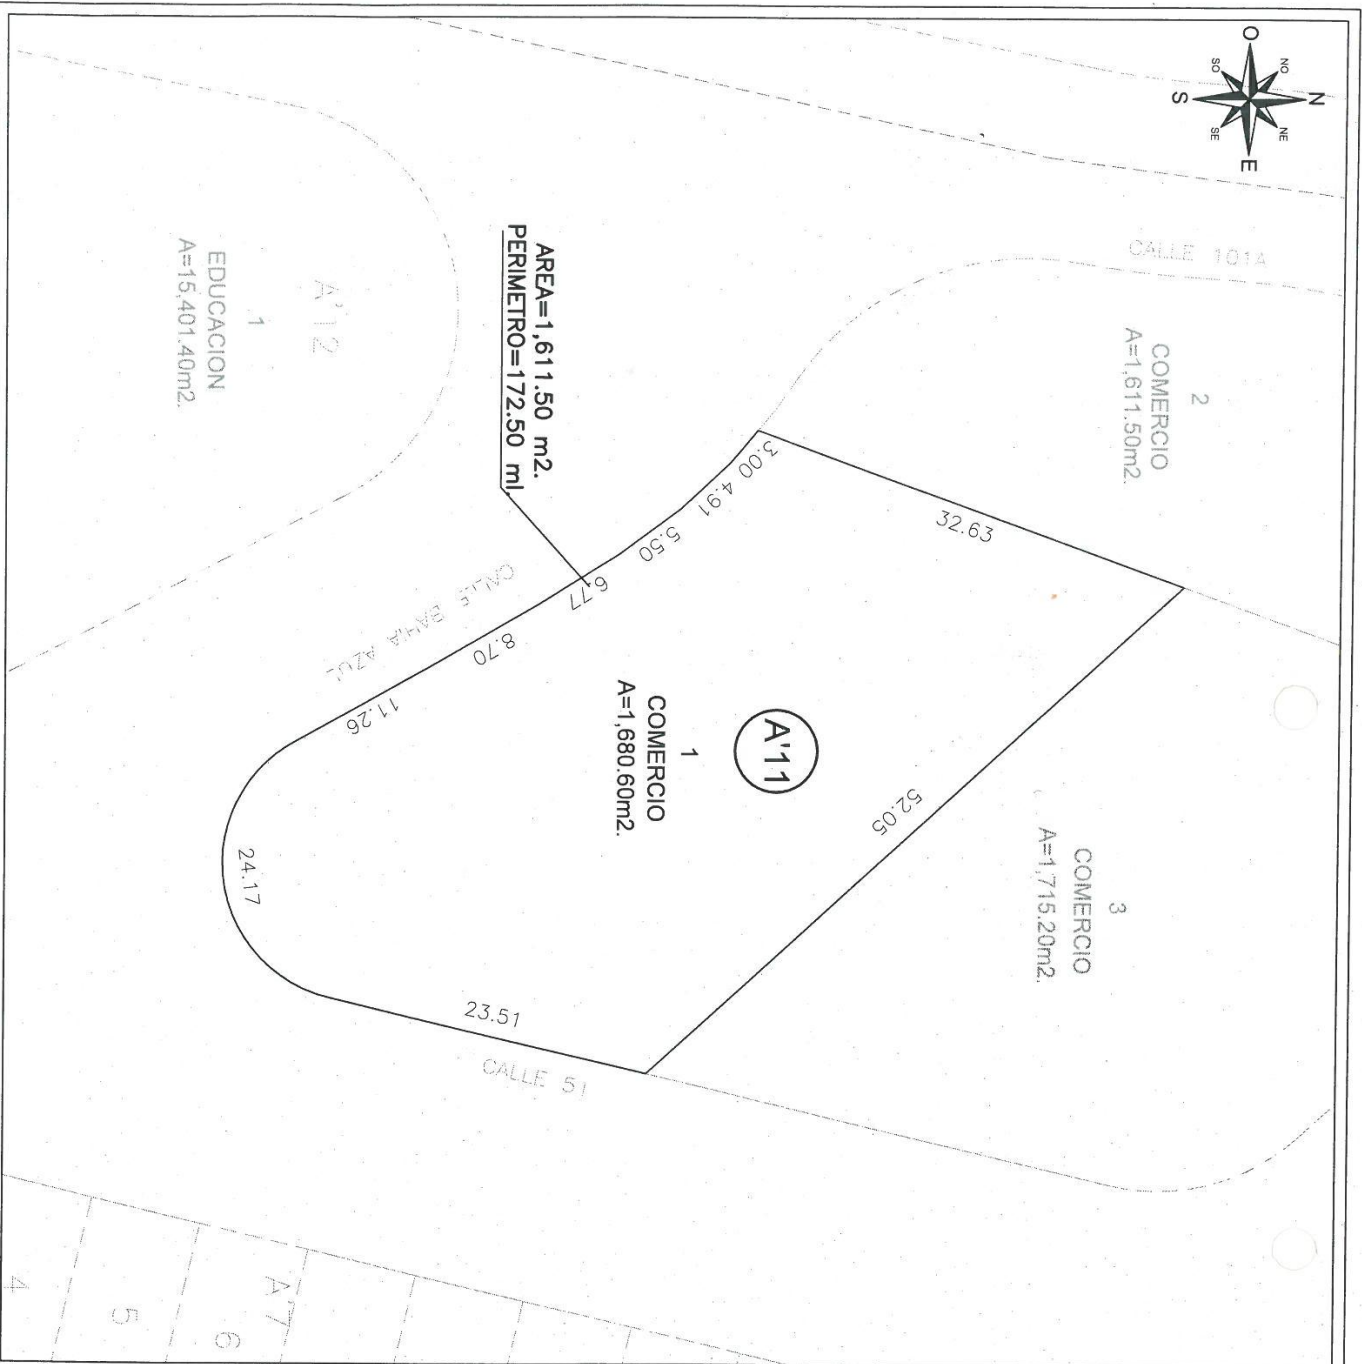 N
NO
NE
O
E
SO
SE
S
CALLE 101A
2
COMERCIO
A=1,611.50m2.
3
COMERCIO
A=1,715.20m2.
32.63
52.05
3.00
4.91
5.50
6.77
8.70
11.26
24.17
23.51
A'11
1
COMERCIO
A=1,680.60m2.
AREA=1,611.50 m2.
PERIMETRO=172.50 ml.
CALLE BAHIA AZUL
CALLE 51
A'12
1
EDUCACION
A=15,401.40m2.
A'7
6
5
4